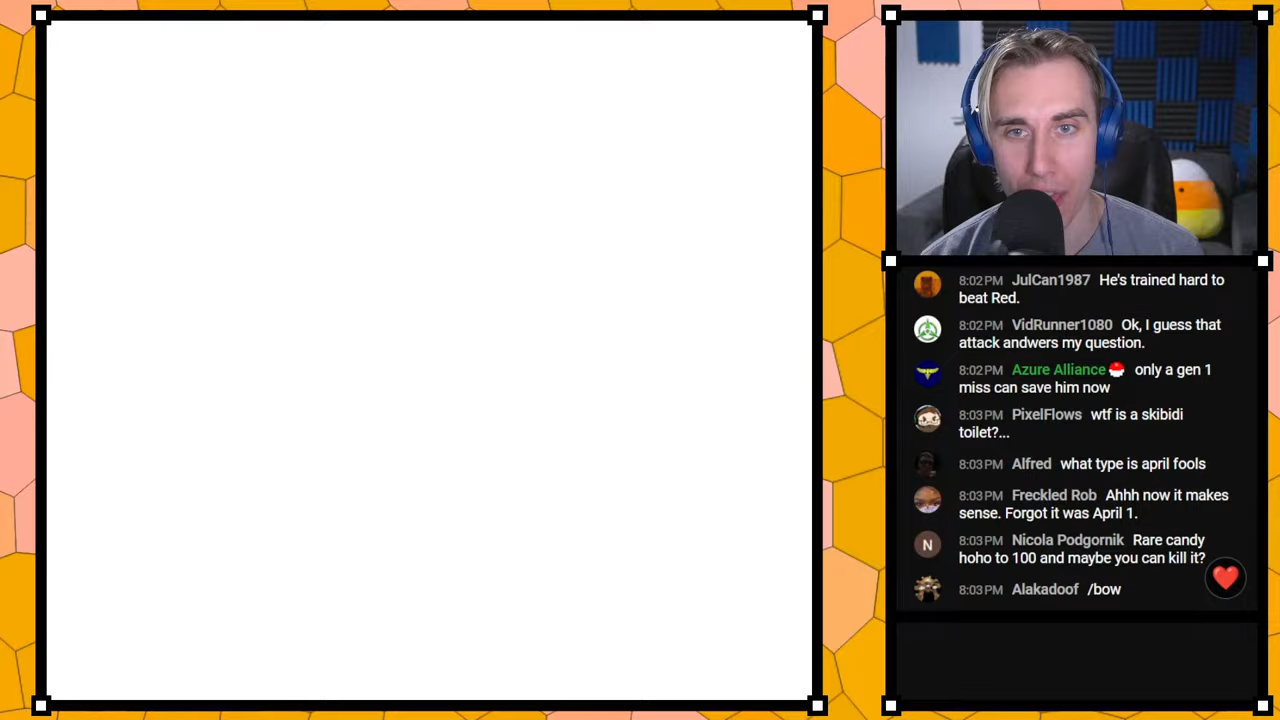 8:02PM JulCan1987 He's trained hard to
beat Red.
8:02PM VidRunner1080 Ok, I guess that
attack andwers my question.
8:02PM Azure Alliance only a gen 1
miss can save him now
8:03PM PixelFlows wtf is a skibidi
toilet?...
8:03PM Alfred what type is april fools
8:03PM Freckled Rob Ahhh now it makes
sense. Forgot it was April 1.
N
8:03PM Nicola Podgornik Rare candy
hoho to 100 and maybe you can kill it?
8:03PM Alakadoof /bow